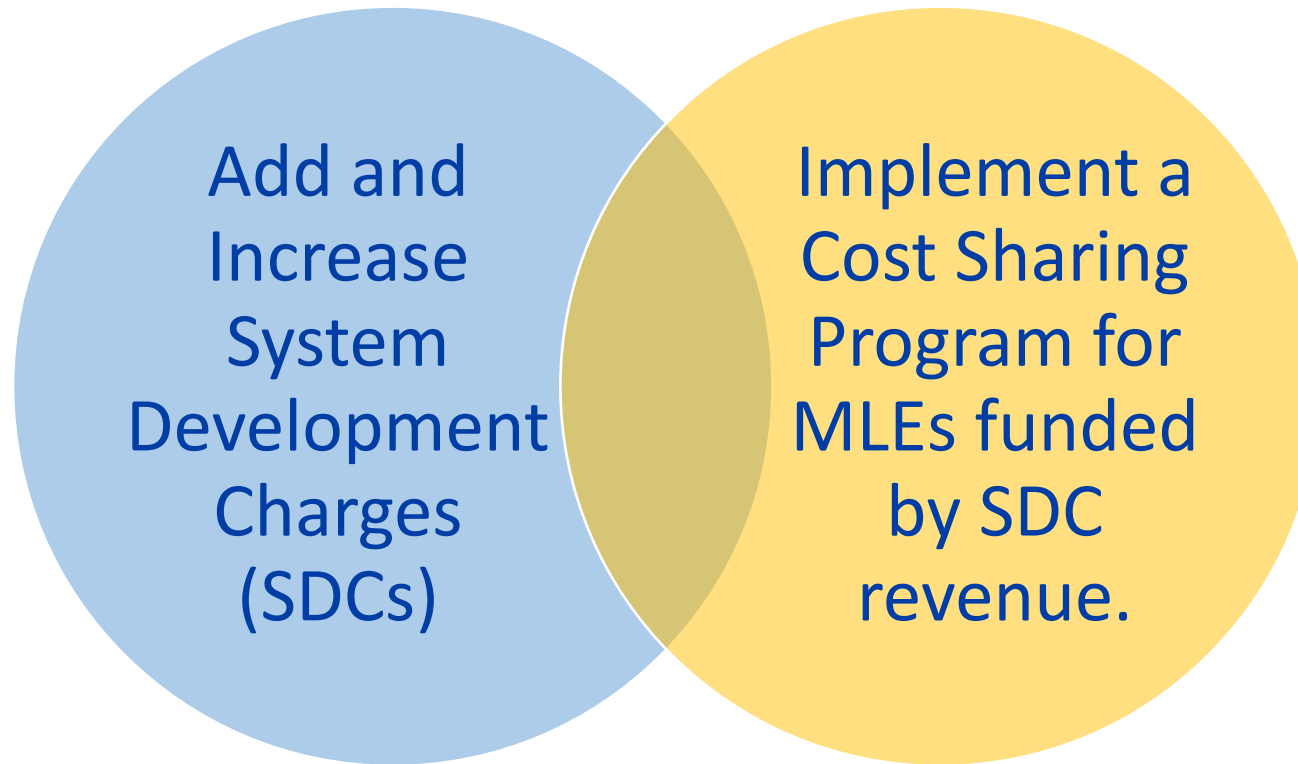 Add and
Increase
System
Development
Charges
(SDCs)
Implement a
Cost Sharing
Program for
MLEs funded
by SDC
revenue.